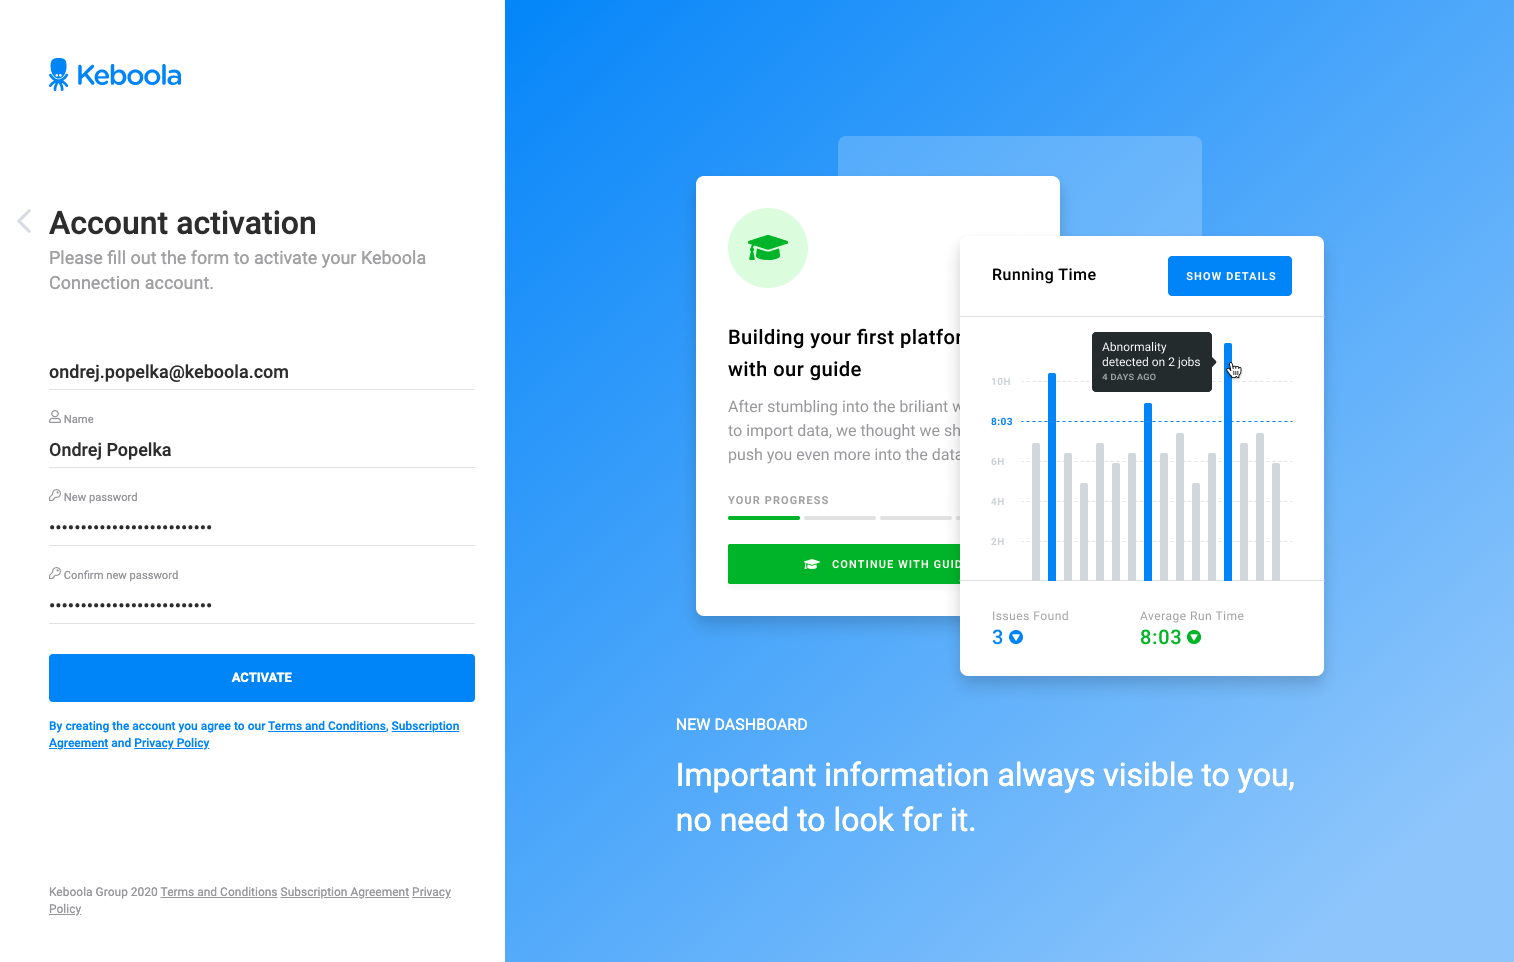 Keboola
Account activation
Please fill out the form to activate your Keboola
Connection account.
ondrej.popelka@keboola.com
Name
Ondrej Popelka
New password
••••••••••••••••••••••••••
Confirm new password
••••••••••••••••••••••••••
ACTIVATE
By creating the account you agree to our Terms and Conditions, Subscription
Agreement and Privacy Policy
Keboola Group 2020 Terms and Conditions Subscription Agreement Privacy
Policy
Building your first platfor
with our guide
After stumbling into the briliant w
to import data, we thought we sh
push you even more into the data
YOUR PROGRESS
CONTINUE WITH GUID
Running Time
SHOW DETAILS
Abnormality
detected on 2 jobs
4 DAYS AGO
10H
8:03
6H
4H
2H
Issues Found
3
Average Run Time
8:03
NEW DASHBOARD
Important information always visible to you,
no need to look for it.